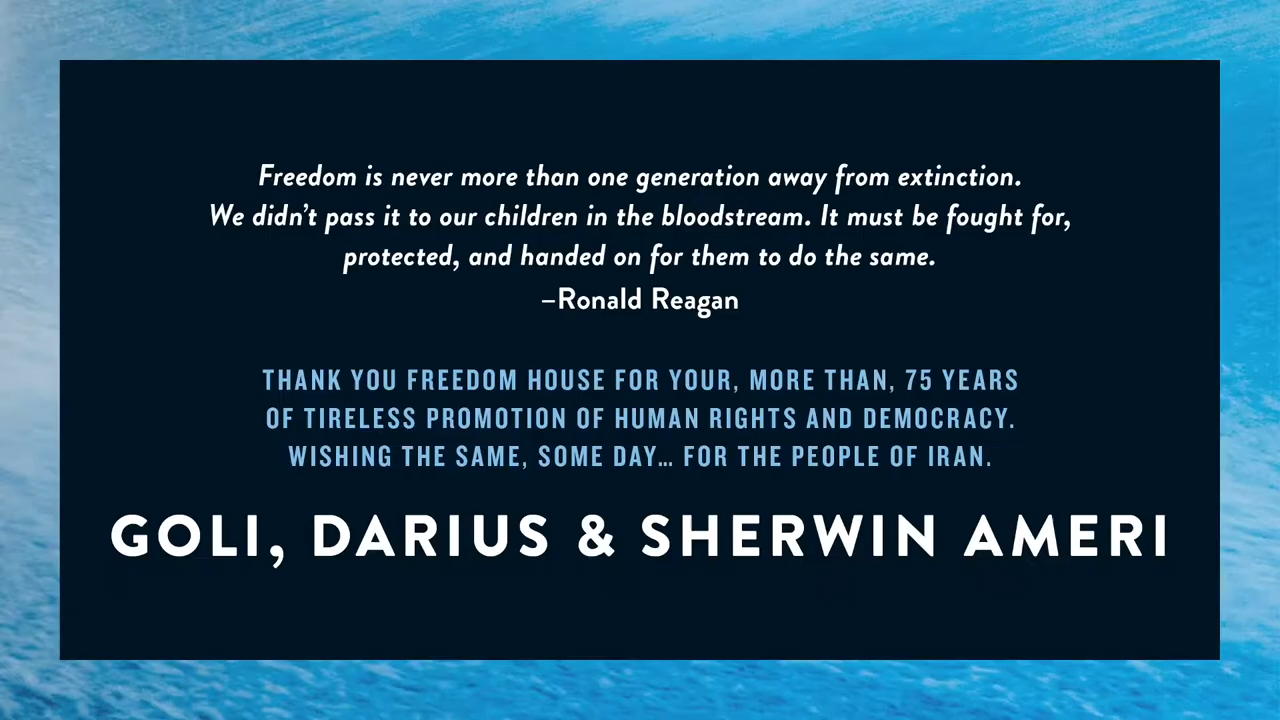 Freedom is never more than one generation away from extinction.
We didn’t pass it to our children in the bloodstream. It must be fought for,
protected, and handed on for them to do the same.
–Ronald Reagan
THANK YOU FREEDOM HOUSE FOR YOUR, MORE THAN, 75 YEARS
OF TIRELESS PROMOTION OF HUMAN RIGHTS AND DEMOCRACY.
WISHING THE SAME, SOME DAY... FOR THE PEOPLE OF IRAN.
GOLI, DARIUS & SHERWIN AMERI